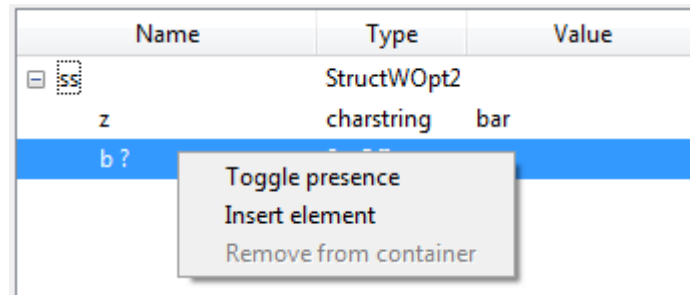 Name Type Value
ss StructWOpt2
z charstring bar
b ?
Toggle presence
Insert element
Remove from container